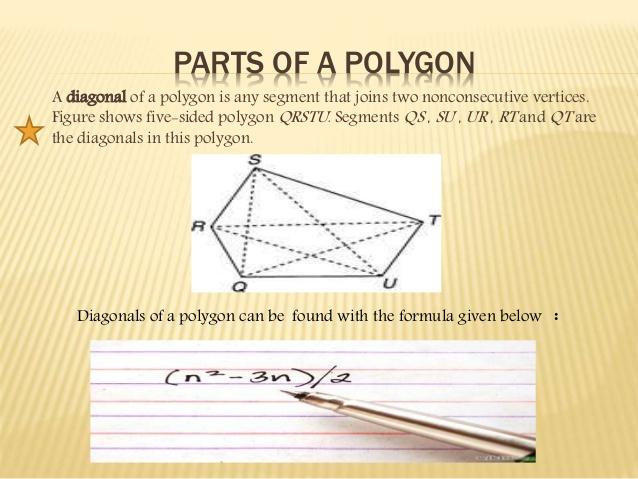 PARTS OF A POLYGON
A diagonal of a polygon is any segment that joins two nonconsecutive vertices.
Figure shows five-sided polygon QRSTU. Segments QS , SU , UR , RT and QT are
the diagonals in this polygon.
S
R
T
Q
U
Diagonals of a polygon can be found with the formula given below :
(n²-3n)/2